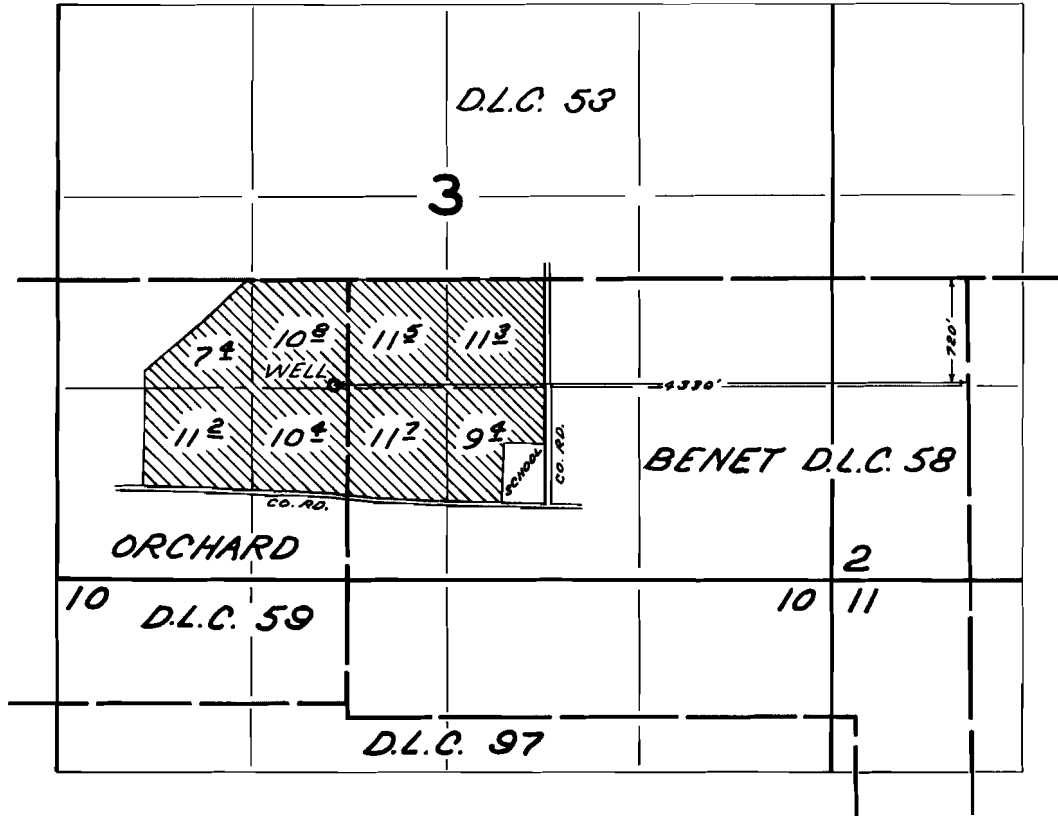 D.L.C. 53
3
7 4
10 8
11 5
11 3
WELL
720'
4330'
11 2
10 4
11 7
9 4
SCHOOL
CO. RD.
CO. RD.
BENET D.L.C. 58
ORCHARD
2
10
10
11
D.L.C. 59
D.L.C. 97